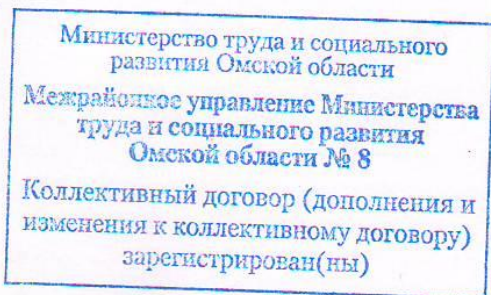 Министерство труда и социального
развития Омской области
Межрайонное управление Министерства
труда и социального развития
Омской области № 8
Коллективный договор (дополнения и
изменения к коллективному договору)
зарегистрирован(ны)